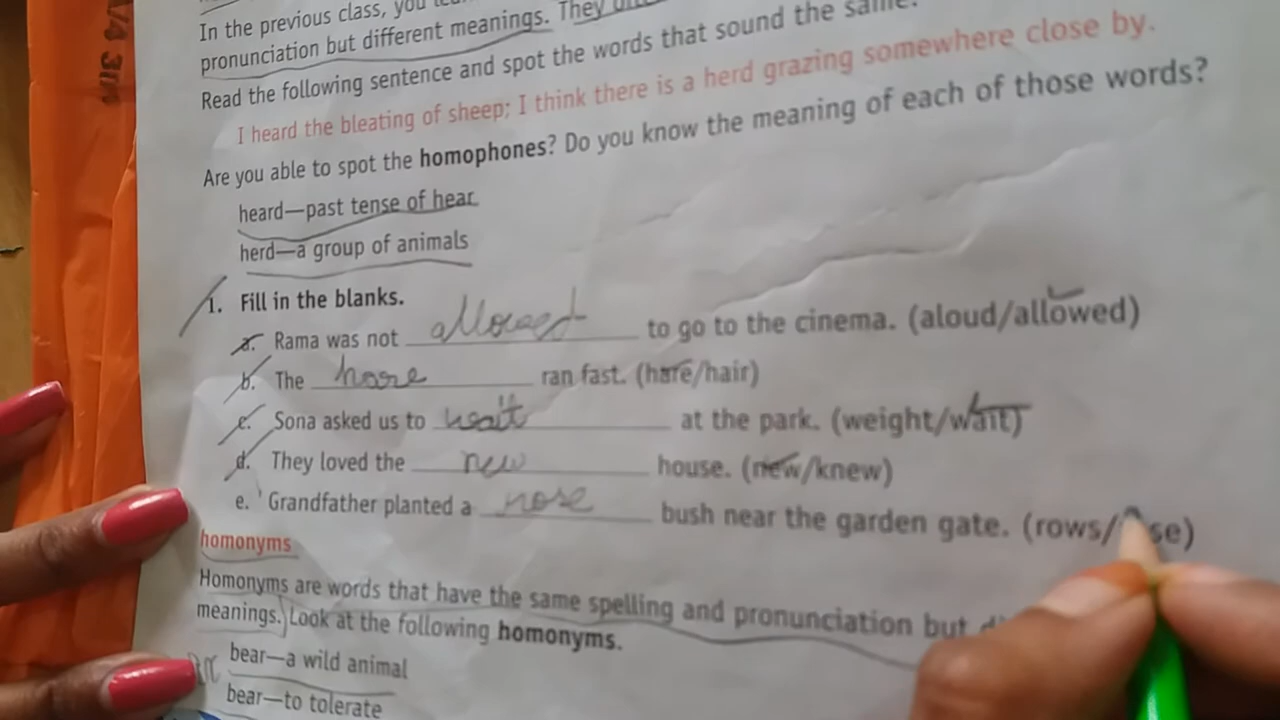 In the previous class, you
pronunciation but different meanings. They
Read the following sentence and spot the words that sound the same.
I heard the bleating of sheep; I think there is a herd grazing somewhere close by.
Are you able to spot the homophones? Do you know the meaning of each of those words?
heard—past tense of hear
herd—a group of animals
1. Fill in the blanks.
a. Rama was not allowed to go to the cinema. (aloud/allowed)
b. The hare ran fast. (hare/hair)
c. Sona asked us to wait at the park. (weight/wait)
d. They loved the new house. (new/knew)
e. Grandfather planted a rose bush near the garden gate. (rows/ se)
homonyms
Homonyms are words that have the same spelling and pronunciation but
meanings. Look at the following homonyms.
bear—a wild animal
bear—to tolerate